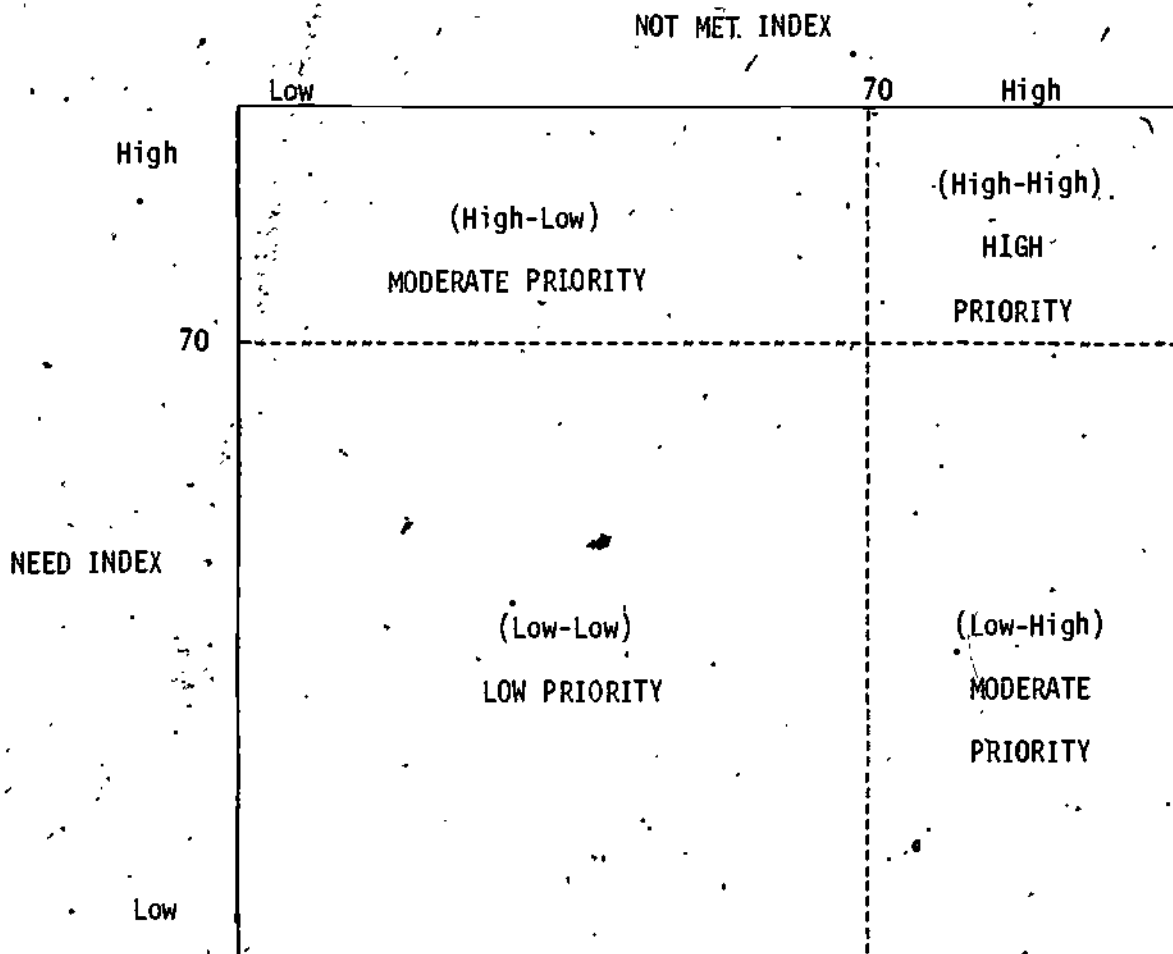 NOT MET. INDEX
Low 70 High
High
(High-Low)
MODERATE PRIORITY
(High-High)
HIGH
PRIORITY
70
NEED INDEX
(Low-Low)
LOW PRIORITY
(Low-High)
MODERATE
PRIORITY
Low